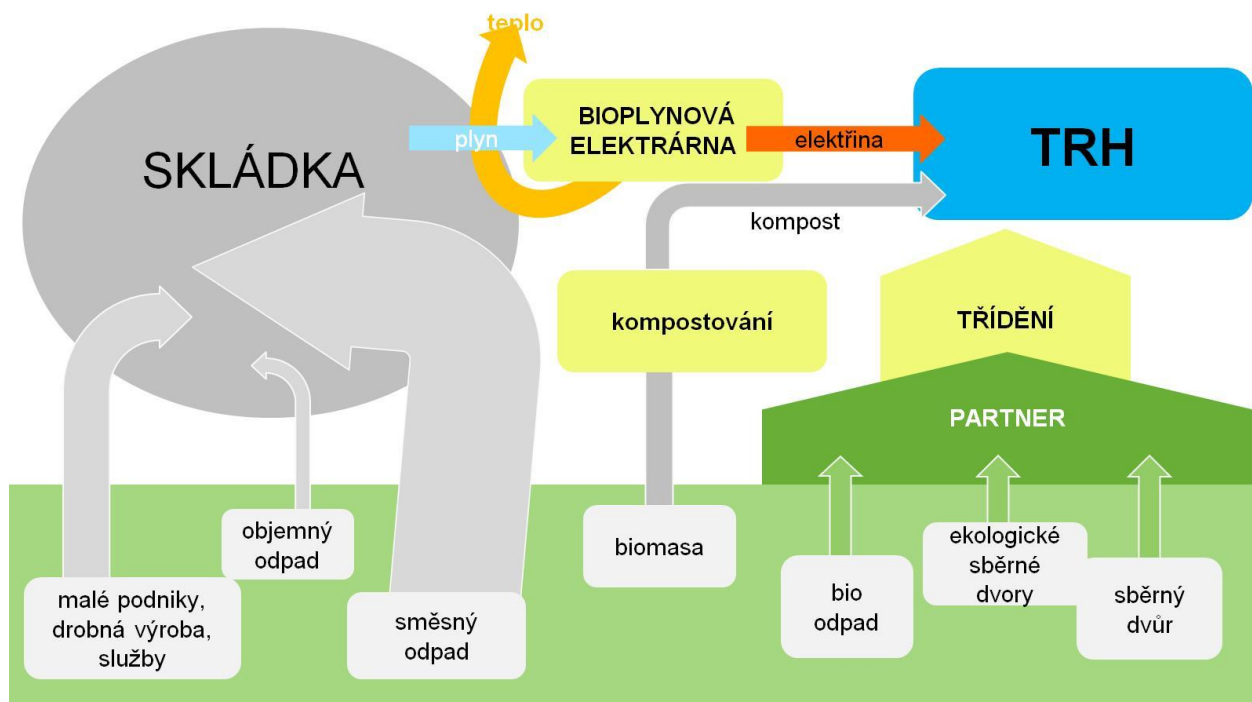 teplo
SKLÁDKA
plyn
BIOPLYNOVÁ
ELEKTRÁRNA
elektřina
TRH
kompost
kompostování
TŘÍDĚNÍ
PARTNER
objemný
odpad
biomasa
ekologické
sběrné
dvory
malé podniky,
drobná výroba,
služby
směsný
odpad
bio
odpad
sběrný
dvůr